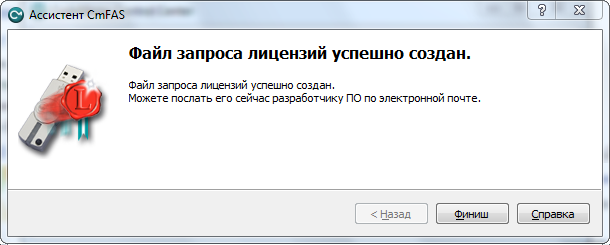 Ассистент CmFAS
Файл запроса лицензий успешно создан.
Файл запроса лицензий успешно создан.
Можете послать его сейчас разработчику ПО по электронной почте.
L
< Назад Финиш Справка